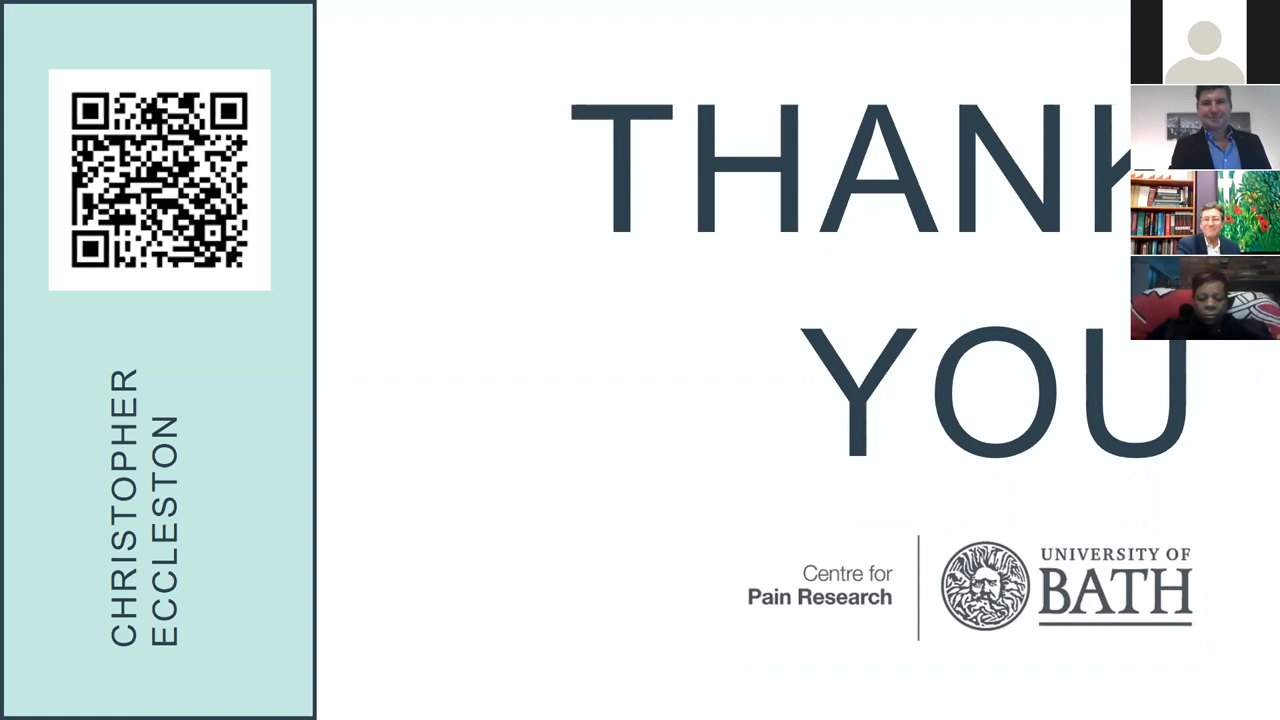 CHRISTOPHER
ECCLESTON
THANK
YOU
Centre for
Pain Research
UNIVERSITY OF
BATH